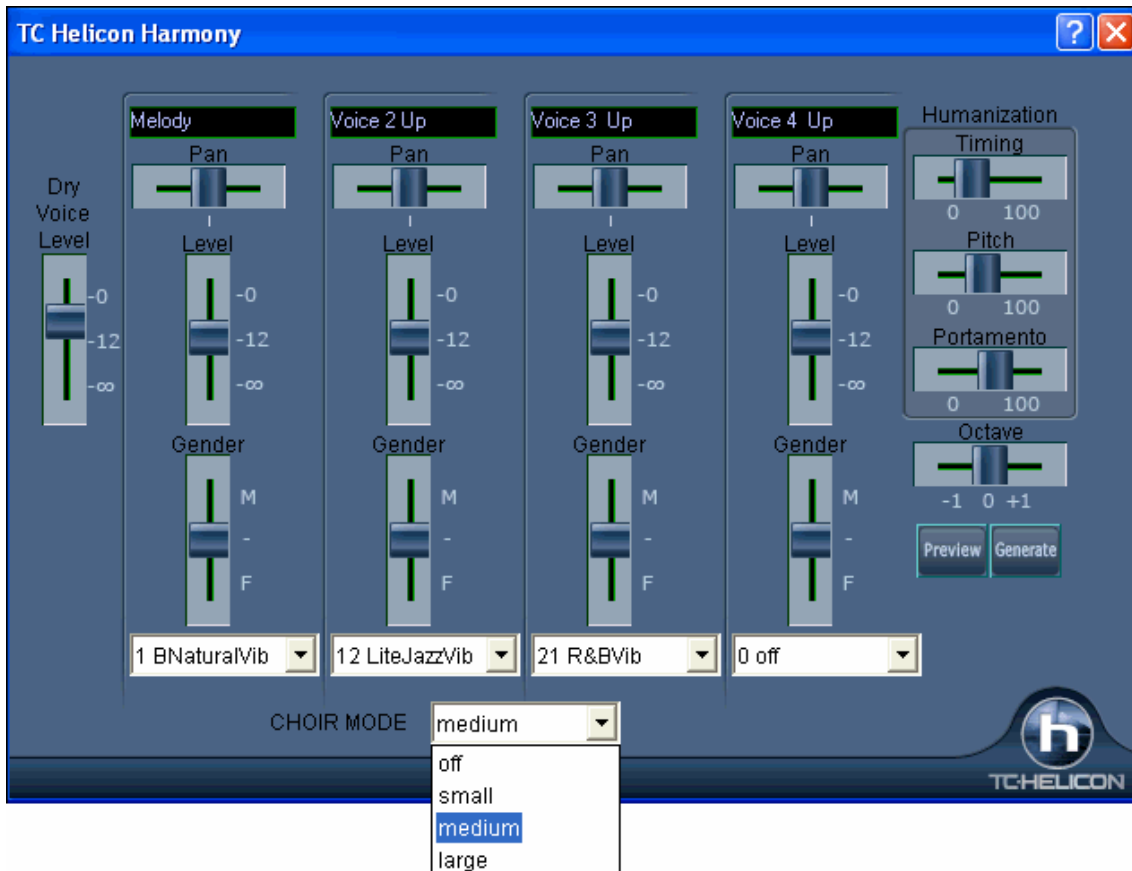 TC Helicon Harmony
?
Dry
Voice
Level
-0
-12
-∞
Melody
Pan
Level
-0
-12
-∞
Gender
M
-
F
1 BNaturalVib
Voice 2 Up
Pan
Level
-0
-12
-∞
Gender
M
-
F
12 LiteJazzVib
Voice 3 Up
Pan
Level
-0
-12
-∞
Gender
M
-
F
21 R&BVib
Voice 4 Up
Pan
Level
-0
-12
-∞
Gender
M
-
F
0 off
Humanization
Timing
0 100
Pitch
0 100
Portamento
0 100
Octave
-1 0 +1
Preview Generate
CHOIR MODE medium
off
small
medium
large
h
TC·HELICON